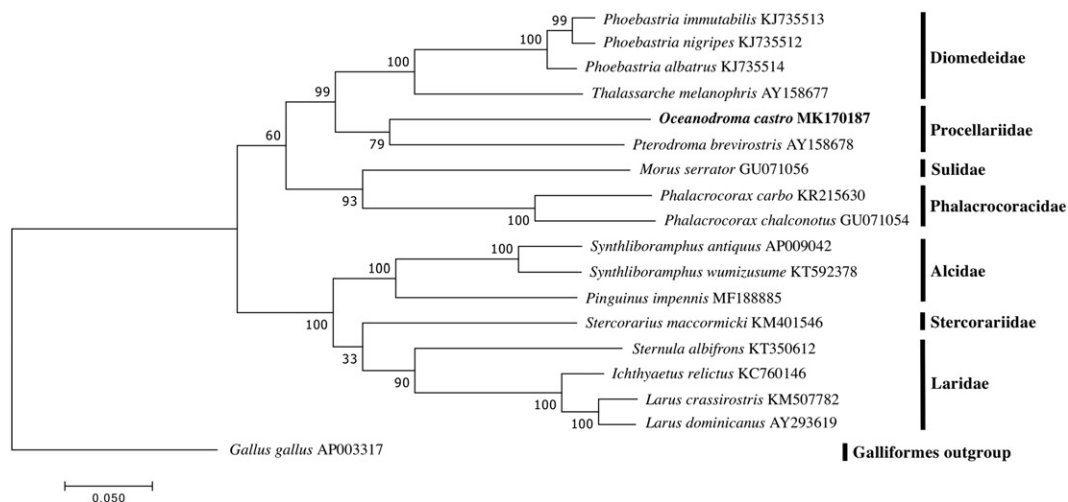 Phoebastria immutabilis KJ735513
99
Phoebastria nigripes KJ735512
100
Phoebastria albatrus KJ735514
Diomedeidae
100
Thalassarche melanophris AY158677
99
Oceanodroma castro MK170187
Procellariidae
60
79
Pterodroma brevirostris AY158678
Morus serrator GU071056
Sulidae
93
Phalacrocorax carbo KR215630
Phalacrocoracidae
100
Phalacrocorax chalconotus GU071054
Synthliboramphus antiquus AP009042
100
100
Synthliboramphus wumizusume KT592378
Alcidae
Pinguinus impennis MF188885
100
Stercorarius maccormicki KM401546
Stercorariidae
33
Sternula albifrons KT350612
90
Ichthyaetus relictus KC760146
Laridae
100
Larus crassirostris KM507782
100
Larus dominicanus AY293619
Gallus gallus AP003317
Galliformes outgroup
0.050